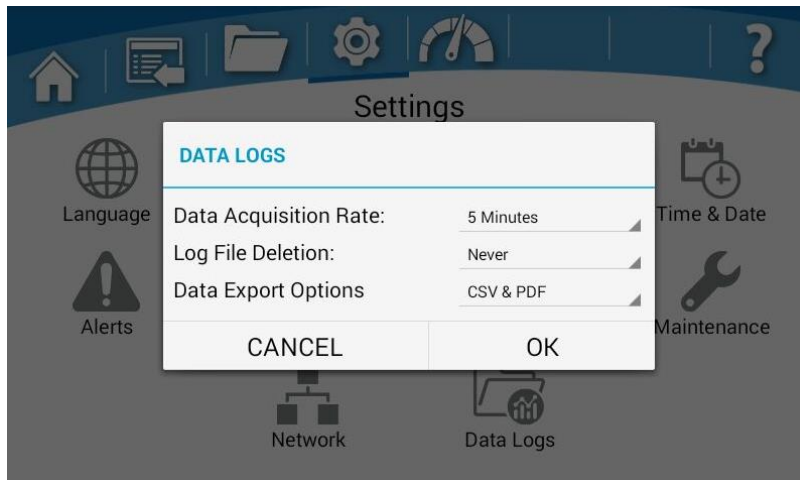 ?
Settings
DATA LOGS
Language
Data Acquisition Rate: 5 Minutes
Time & Date
Log File Deletion: Never
Data Export Options CSV & PDF
Alerts
CANCEL OK
Maintenance
Network Data Logs